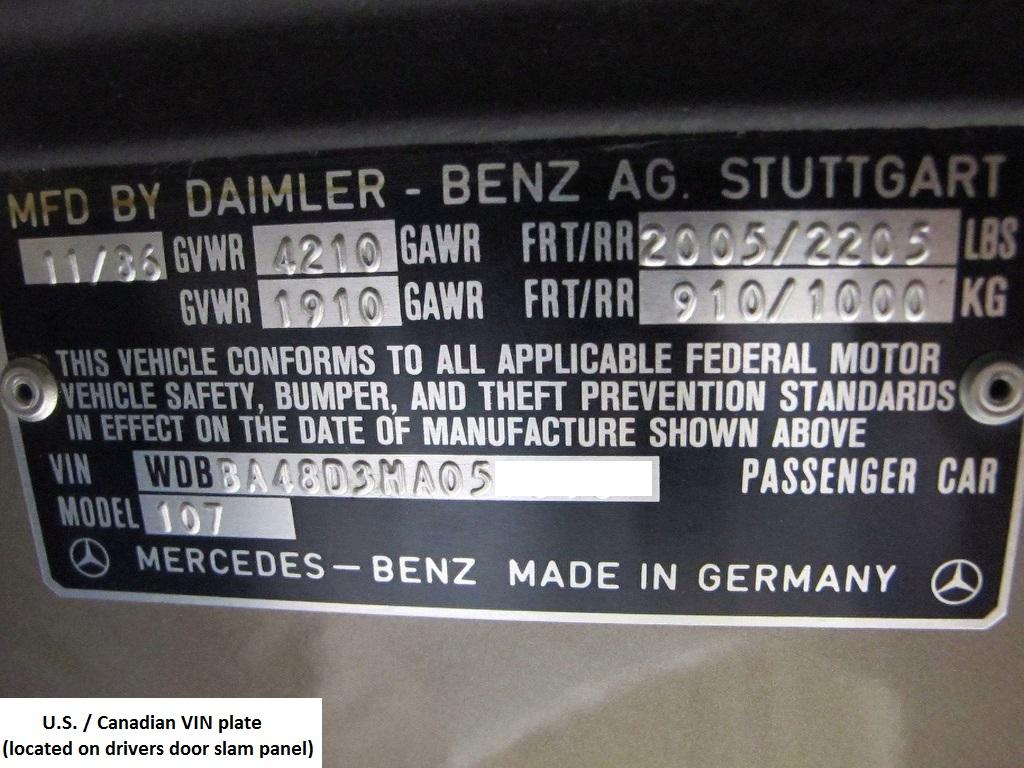 MFD BY DAIMLER - BENZ AG. STUTTGART
11/86 GVWR 4210 GAWR FRT/RR 2005/2205 LBS
GVWR 1910 GAWR FRT/RR 910/1000 KG
THIS VEHICLE CONFORMS TO ALL APPLICABLE FEDERAL MOTOR
VEHICLE SAFETY, BUMPER, AND THEFT PREVENTION STANDARDS
IN EFFECT ON THE DATE OF MANUFACTURE SHOWN ABOVE
VIN WDBBA48D3HA05 PASSENGER CAR
MODEL 107
MERCEDES-BENZ MADE IN GERMANY
U.S. / Canadian VIN plate
(located on drivers door slam panel)